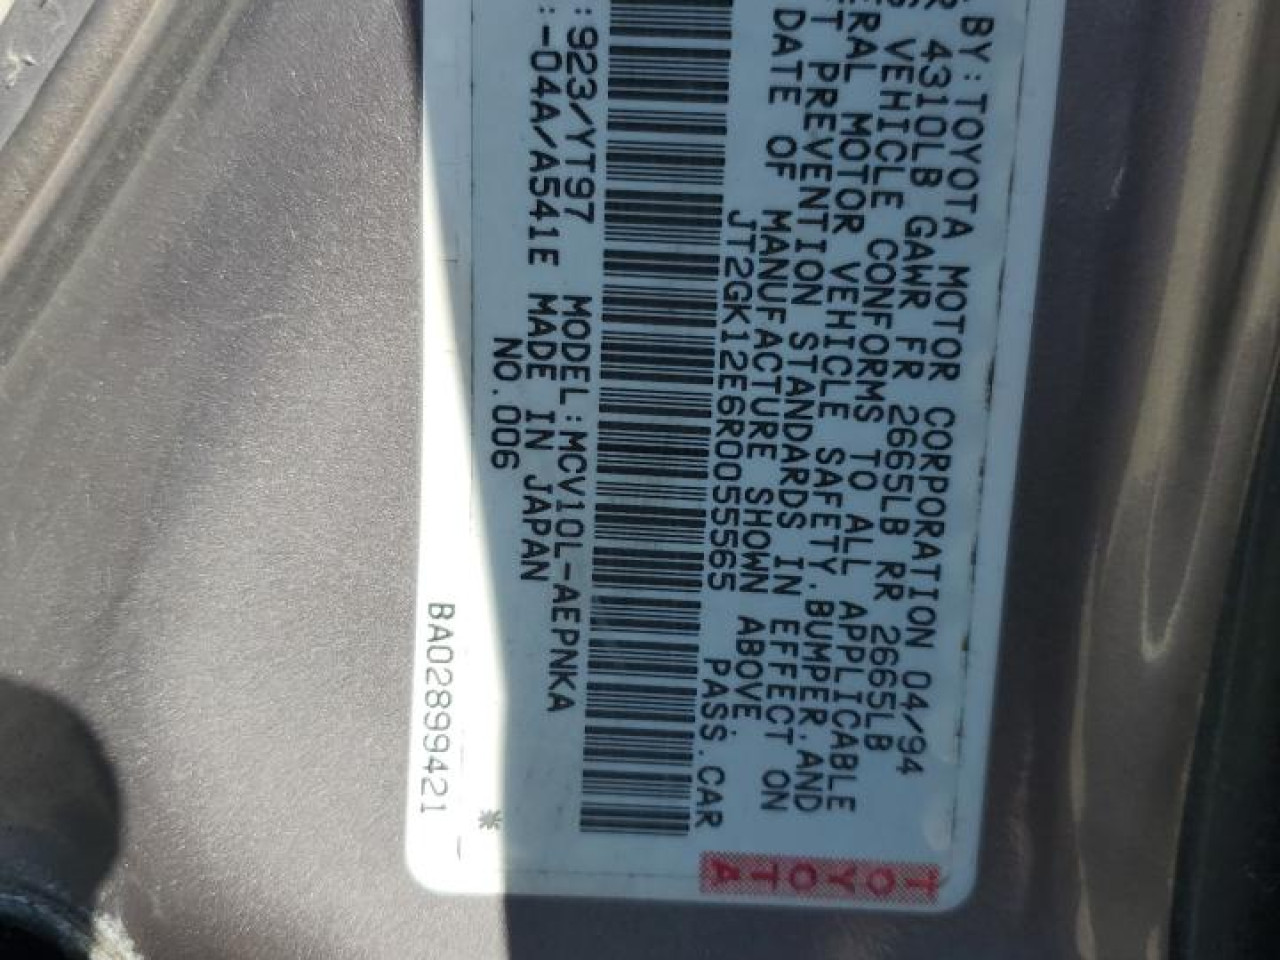 TOYOTA
BY:TOYOTA MOTOR CORPORATION 04/94
4310LB GAWR FR 2665LB RR 2665LB
VEHICLE CONFORMS TO ALL APPLICABLE
ERAL MOTOR VEHICLE SAFETY,BUMPER,AND
FT PREVENTION STANDARDS IN EFFECT ON
DATE OF MANUFACTURE SHOWN ABOVE.
JT2GK12E6R0055565 PASS.CAR
:923/YT97 MODEL:MCV10L-AEPNKA
:-04A/A541E MADE IN JAPAN
NO.006 *
BA02899421